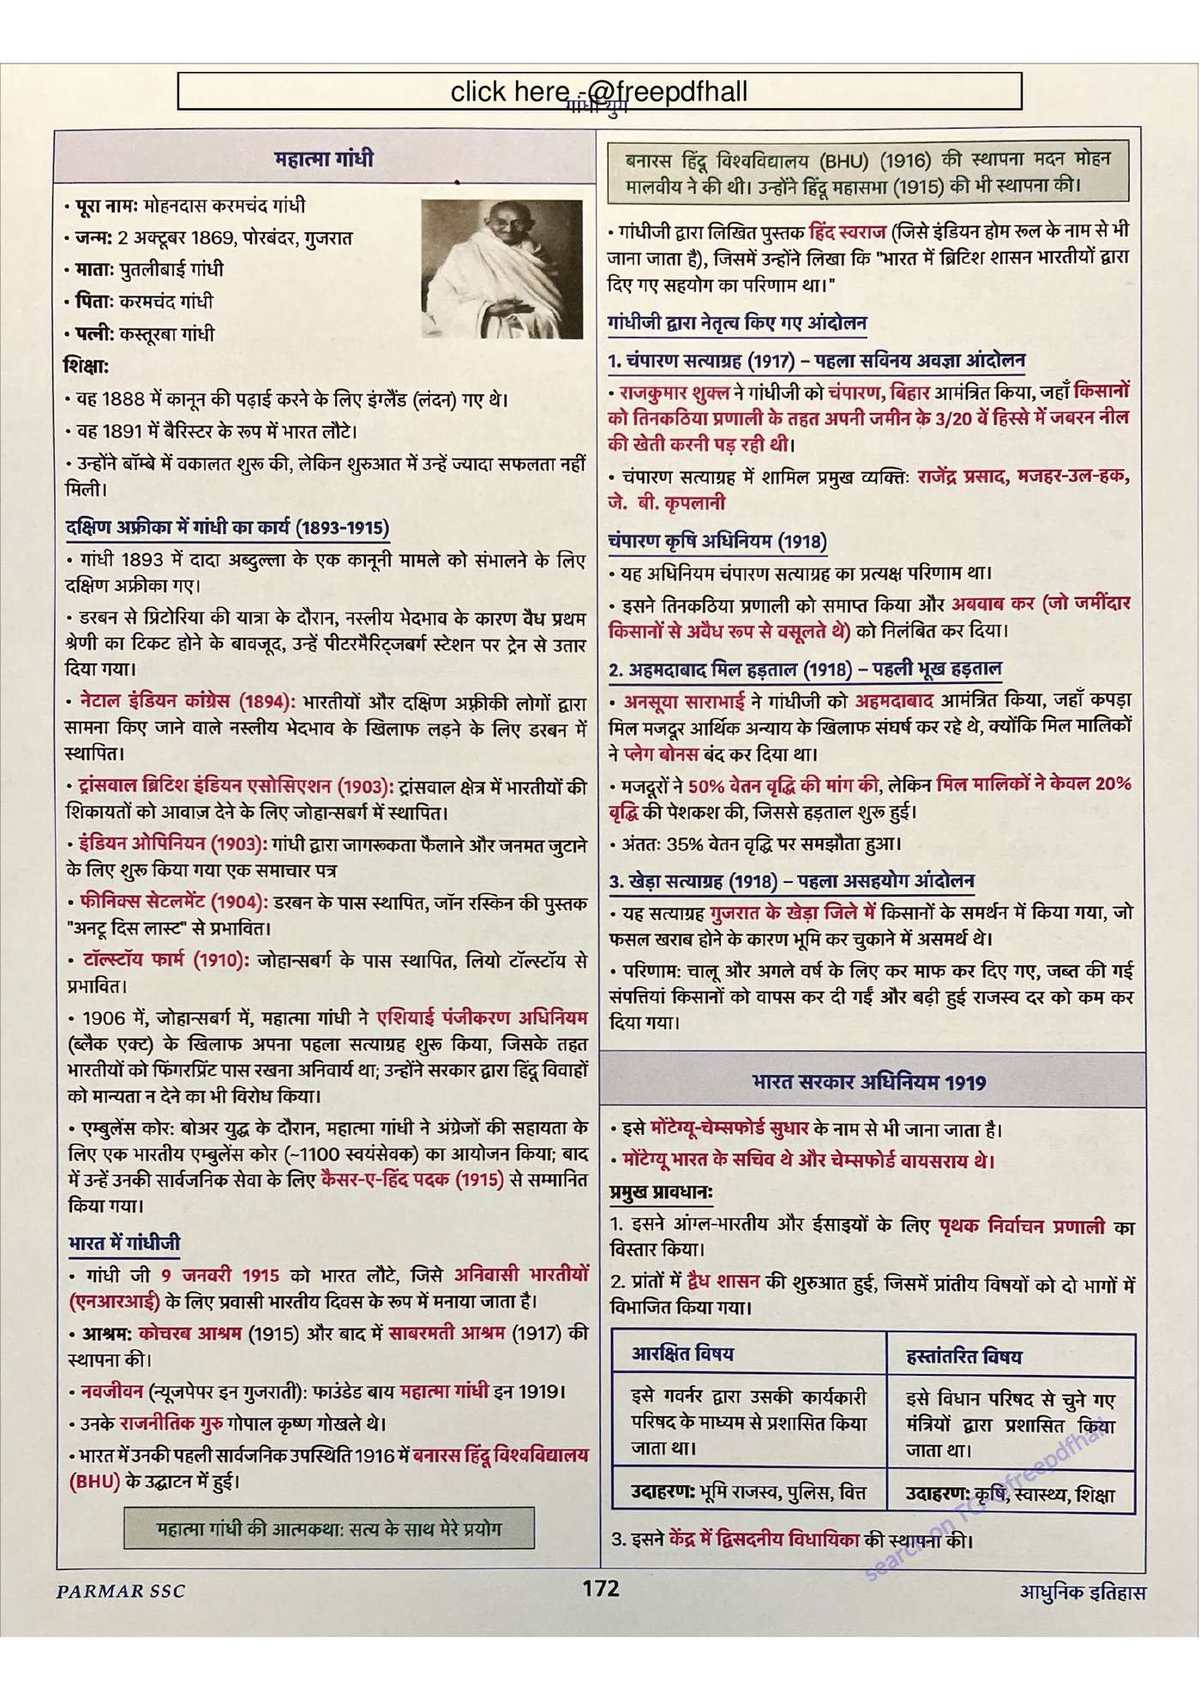 click here -@freepdfhall
गांधी युग
महात्मा गांधी
• पूरा नाम: मोहनदास करमचंद गांधी
• जन्म: 2 अक्टूबर 1869, पोरबंदर, गुजरात
• माता: पुतलीबाई गांधी
• पिता: करमचंद गांधी
• पत्नी: कस्तूरबा गांधी
शिक्षा:
• वह 1888 में कानून की पढ़ाई करने के लिए इंग्लैंड (लंदन) गए थे।
• वह 1891 में बैरिस्टर के रूप में भारत लौटे।
• उन्होंने बॉम्बे में वकालत शुरू की, लेकिन शुरुआत में उन्हें ज्यादा सफलता नहीं
मिली।
दक्षिण अफ्रीका में गांधी का कार्य (1893-1915)
• गांधी 1893 में दादा अब्दुल्ला के एक कानूनी मामले को संभालने के लिए
दक्षिण अफ्रीका गए।
• डरबन से प्रिटोरिया की यात्रा के दौरान, नस्लीय भेदभाव के कारण वैध प्रथम
श्रेणी का टिकट होने के बावजूद, उन्हें पीटरमैरिट्जबर्ग स्टेशन पर ट्रेन से उतार
दिया गया।
• नेटाल इंडियन कांग्रेस (1894): भारतीयों और दक्षिण अफ़्रीकी लोगों द्वारा
सामना किए जाने वाले नस्लीय भेदभाव के खिलाफ लड़ने के लिए डरबन में
स्थापित।
• ट्रांसवाल ब्रिटिश इंडियन एसोसिएशन (1903): ट्रांसवाल क्षेत्र में भारतीयों की
शिकायतों को आवाज़ देने के लिए जोहान्सबर्ग में स्थापित।
• इंडियन ओपिनियन (1903): गांधी द्वारा जागरूकता फैलाने और जनमत जुटाने
के लिए शुरू किया गया एक समाचार पत्र
• फीनिक्स सेटलमेंट (1904): डरबन के पास स्थापित, जॉन रस्किन की पुस्तक
"अनटू दिस लास्ट" से प्रभावित।
• टॉल्स्टॉय फार्म (1910): जोहान्सबर्ग के पास स्थापित, लियो टॉल्स्टॉय से
प्रभावित।
• 1906 में, जोहान्सबर्ग में, महात्मा गांधी ने एशियाई पंजीकरण अधिनियम
(ब्लैक एक्ट) के खिलाफ अपना पहला सत्याग्रह शुरू किया, जिसके तहत
भारतीयों को फिंगरप्रिंट पास रखना अनिवार्य था; उन्होंने सरकार द्वारा हिंदू विवाहों
को मान्यता न देने का भी विरोध किया।
• एम्बुलेंस कोर: बोअर युद्ध के दौरान, महात्मा गांधी ने अंग्रेजों की सहायता के
लिए एक भारतीय एम्बुलेंस कोर (~1100 स्वयंसेवक) का आयोजन किया; बाद
में उन्हें उनकी सार्वजनिक सेवा के लिए कैसर-ए-हिंद पदक (1915) से सम्मानित
किया गया।
भारत में गांधीजी
• गांधी जी 9 जनवरी 1915 को भारत लौटे, जिसे अनिवासी भारतीयों
(एनआरआई) के लिए प्रवासी भारतीय दिवस के रूप में मनाया जाता है।
• आश्रम: कोचरब आश्रम (1915) और बाद में साबरमती आश्रम (1917) की
स्थापना की।
• नवजीवन (न्यूजपेपर इन गुजराती): फाउंडेड बाय महात्मा गांधी इन 1919।
• उनके राजनीतिक गुरु गोपाल कृष्ण गोखले थे।
• भारत में उनकी पहली सार्वजनिक उपस्थिति 1916 में बनारस हिंदू विश्वविद्यालय
(BHU) के उद्घाटन में हुई।
महात्मा गांधी की आत्मकथा: सत्य के साथ मेरे प्रयोग
बनारस हिंदू विश्वविद्यालय (BHU) (1916) की स्थापना मदन मोहन
मालवीय ने की थी। उन्होंने हिंदू महासभा (1915) की भी स्थापना की।
• गांधीजी द्वारा लिखित पुस्तक हिंद स्वराज (जिसे इंडियन होम रूल के नाम से भी
जाना जाता है), जिसमें उन्होंने लिखा कि "भारत में ब्रिटिश शासन भारतीयों द्वारा
दिए गए सहयोग का परिणाम था।"
गांधीजी द्वारा नेतृत्व किए गए आंदोलन
1. चंपारण सत्याग्रह (1917) – पहला सविनय अवज्ञा आंदोलन
• राजकुमार शुक्ल ने गांधीजी को चंपारण, बिहार आमंत्रित किया, जहाँ किसानों
को तिनकठिया प्रणाली के तहत अपनी जमीन के 3/20 वें हिस्से में जबरन नील
की खेती करनी पड़ रही थी।
• चंपारण सत्याग्रह में शामिल प्रमुख व्यक्ति: राजेंद्र प्रसाद, मजहर-उल-हक,
जे. बी. कृपलानी
चंपारण कृषि अधिनियम (1918)
• यह अधिनियम चंपारण सत्याग्रह का प्रत्यक्ष परिणाम था।
• इसने तिनकठिया प्रणाली को समाप्त किया और अबवाब कर (जो जमींदार
किसानों से अवैध रूप से वसूलते थे) को निलंबित कर दिया।
2. अहमदाबाद मिल हड़ताल (1918) – पहली भूख हड़ताल
• अनसूया साराभाई ने गांधीजी को अहमदाबाद आमंत्रित किया, जहाँ कपड़ा
मिल मजदूर आर्थिक अन्याय के खिलाफ संघर्ष कर रहे थे, क्योंकि मिल मालिकों
ने प्लेग बोनस बंद कर दिया था।
• मजदूरों ने 50% वेतन वृद्धि की मांग की, लेकिन मिल मालिकों ने केवल 20%
वृद्धि की पेशकश की, जिससे हड़ताल शुरू हुई।
• अंततः 35% वेतन वृद्धि पर समझौता हुआ।
3. खेड़ा सत्याग्रह (1918) – पहला असहयोग आंदोलन
• यह सत्याग्रह गुजरात के खेड़ा जिले में किसानों के समर्थन में किया गया, जो
फसल खराब होने के कारण भूमि कर चुकाने में असमर्थ थे।
• परिणाम: चालू और अगले वर्ष के लिए कर माफ कर दिए गए, जब्त की गई
संपत्तियां किसानों को वापस कर दी गईं और बढ़ी हुई राजस्व दर को कम कर
दिया गया।
भारत सरकार अधिनियम 1919
• इसे मोंटेग्यू-चेम्सफोर्ड सुधार के नाम से भी जाना जाता है।
• मोंटेग्यू भारत के सचिव थे और चेम्सफोर्ड वायसराय थे।
प्रमुख प्रावधान:
1. इसने आंग्ल-भारतीय और ईसाइयों के लिए पृथक निर्वाचन प्रणाली का
विस्तार किया।
2. प्रांतों में द्वैध शासन की शुरुआत हुई, जिसमें प्रांतीय विषयों को दो भागों में
विभाजित किया गया।
आरक्षित विषय
हस्तांतरित विषय
इसे गवर्नर द्वारा उसकी कार्यकारी
परिषद के माध्यम से प्रशासित किया
जाता था।
इसे विधान परिषद से चुने गए
मंत्रियों द्वारा प्रशासित किया
जाता था।
उदाहरण: भूमि राजस्व, पुलिस, वित्त
उदाहरण: कृषि, स्वास्थ्य, शिक्षा
3. इसने केंद्र में द्विसदनीय विधायिका की स्थापना की।
search on TG @freepdfhall
PARMAR SSC
172
आधुनिक इतिहास